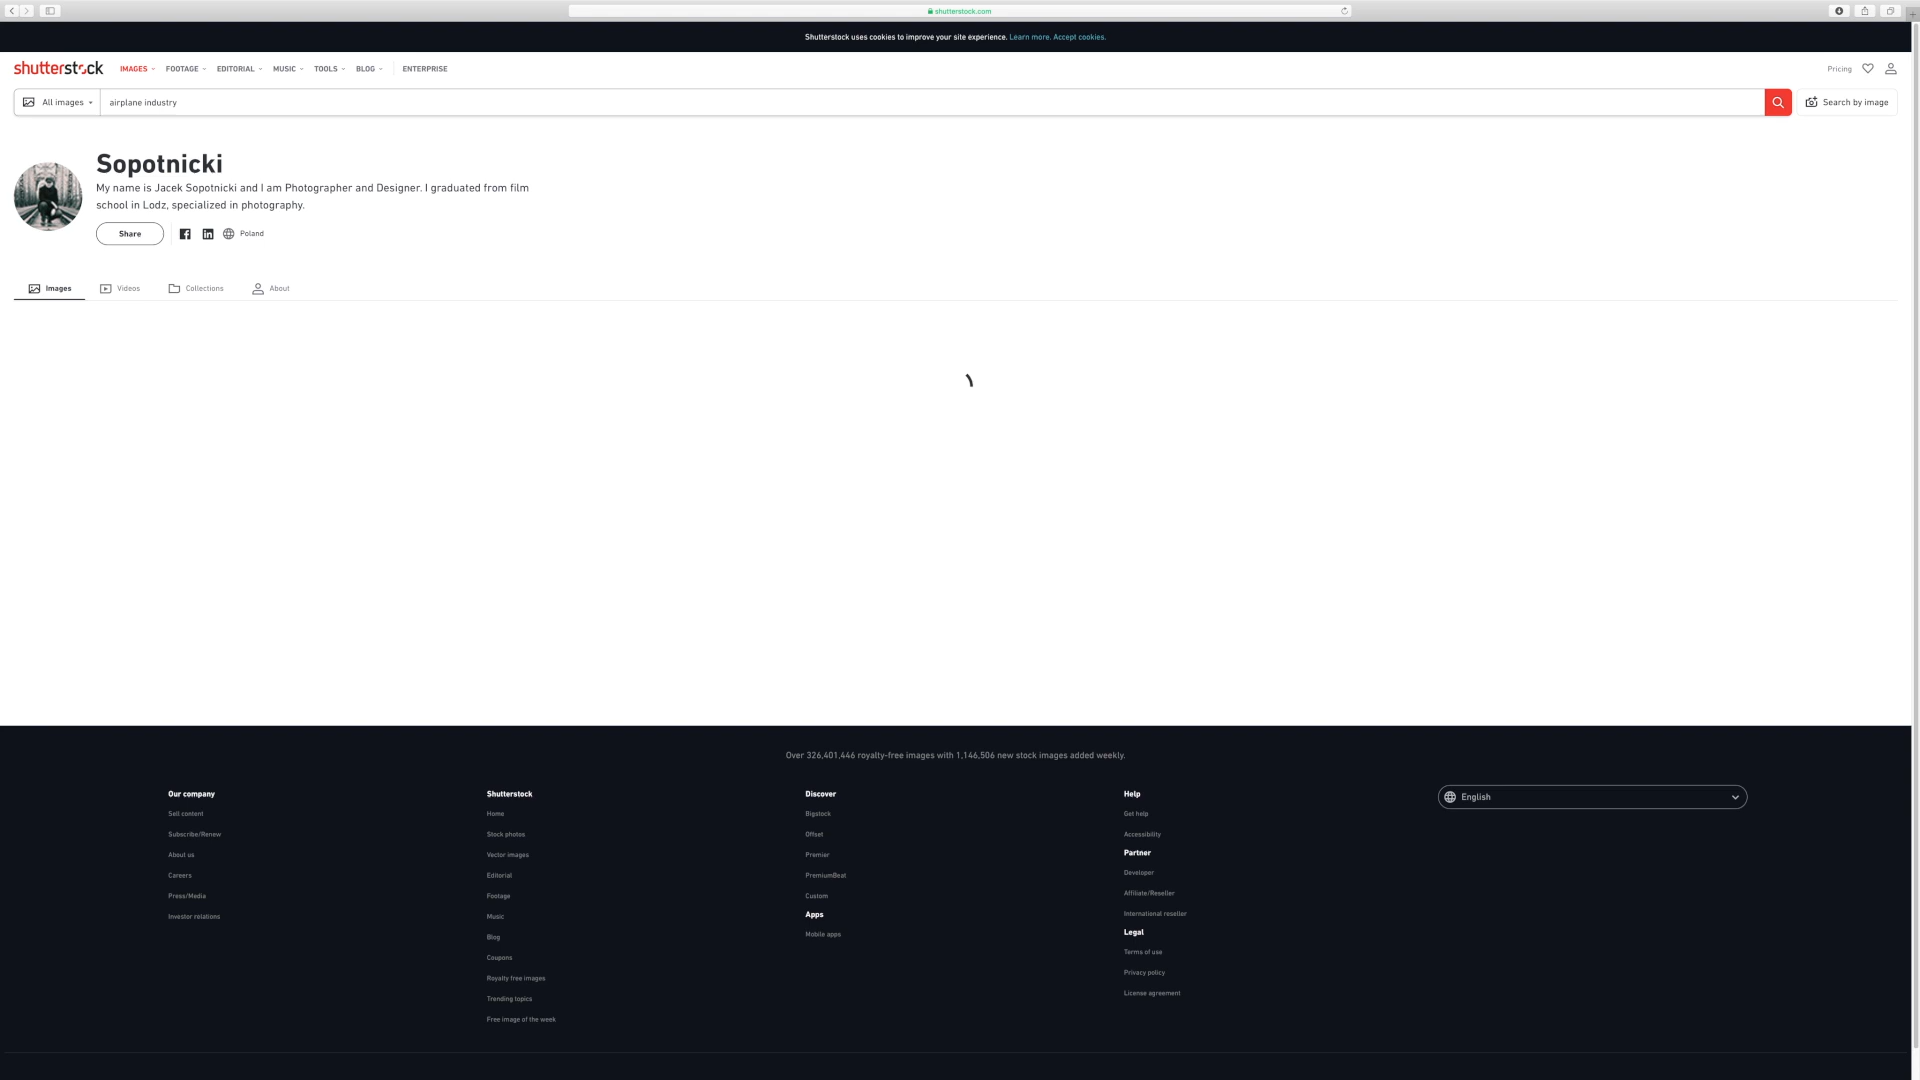 shutterstock.com
Shutterstock uses cookies to improve your site experience. Learn more. Accept cookies.
shutterstock IMAGES FOOTAGE EDITORIAL MUSIC TOOLS BLOG ENTERPRISE Pricing
All images airplane industry Search by image
Sopotnicki
My name is Jacek Sopotnicki and I am Photographer and Designer. I graduated from film
school in Lodz, specialized in photography.
Share Poland
Images Videos Collections About
Over 326,401,446 royalty-free images with 1,146,506 new stock images added weekly.
Our company
Sell content
Subscribe/Renew
About us
Careers
Press/Media
Investor relations
Shutterstock
Home
Stock photos
Vector images
Editorial
Footage
Music
Blog
Coupons
Royalty free images
Trending topics
Free image of the week
Discover
Bigstock
Offset
Premier
PremiumBeat
Custom
Apps
Mobile apps
Help
Get help
Accessibility
Partner
Developer
Affiliate/Reseller
International reseller
Legal
Terms of use
Privacy policy
License agreement
English